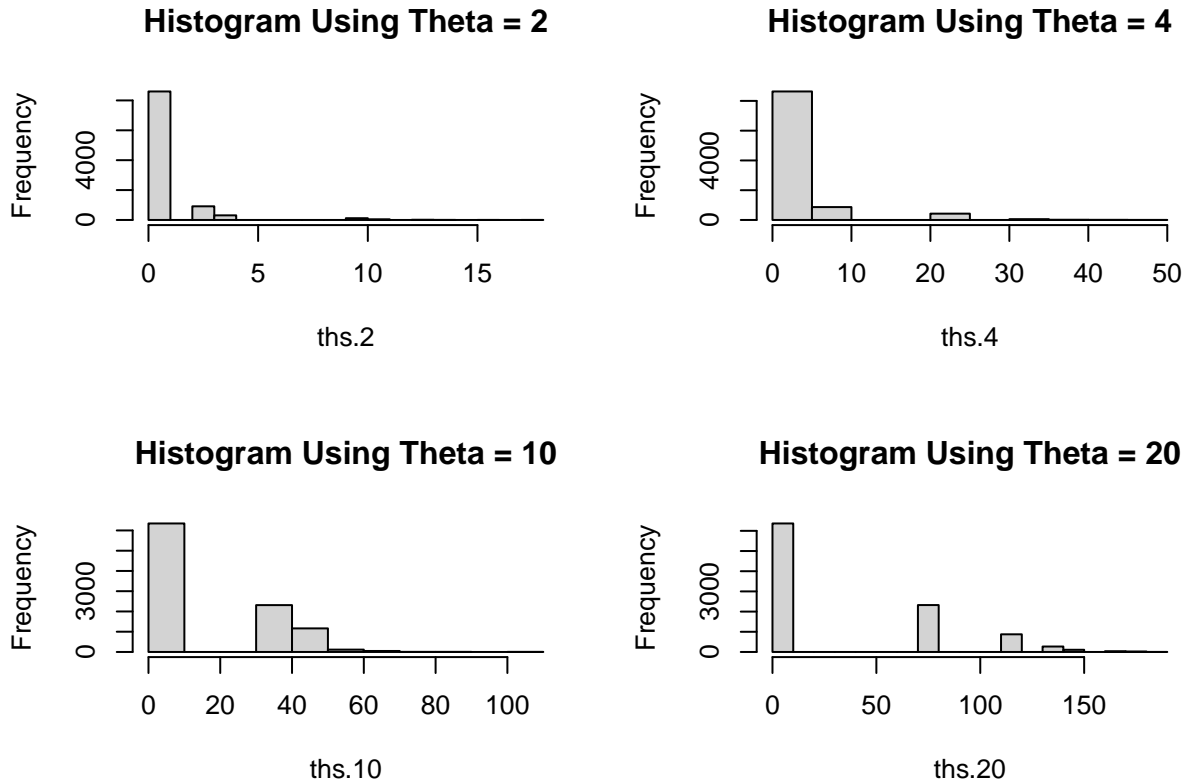 Histogram Using Theta = 2
Frequency
0 4000
0 5 10 15
ths.2
Histogram Using Theta = 4
Frequency
0 4000
0 10 20 30 40 50
ths.4
Histogram Using Theta = 10
Frequency
0 3000
0 20 40 60 80 100
ths.10
Histogram Using Theta = 20
Frequency
0 3000
0 50 100 150
ths.20